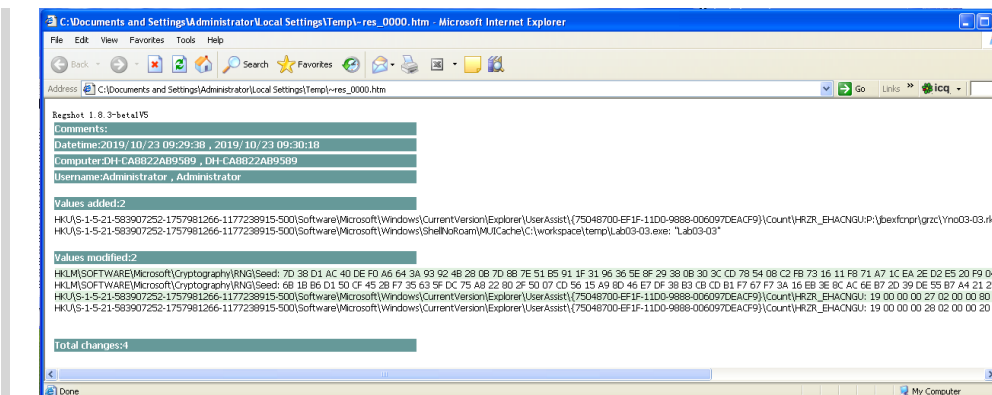 C:\Documents and Settings\Administrator\Local Settings\Temp\~res_0000.htm - Microsoft Internet Explorer
File Edit View Favorites Tools Help
Back Search Favorites
Address C:\Documents and Settings\Administrator\Local Settings\Temp\~res_0000.htm Go Links » icq
Regshot 1.8.3-beta1V5
Comments:
Datetime:2019/10/23 09:29:38 , 2019/10/23 09:30:18
Computer:DH-CA8822AB9589 , DH-CA8822AB9589
Username:Administrator , Administrator
Values added:2
HKU\S-1-5-21-583907252-1757981266-1177238915-500\Software\Microsoft\Windows\CurrentVersion\Explorer\UserAssist\{75048700-EF1F-11D0-9888-006097DEACF9}\Count\HRZR_EHACNGU:P:\jbexfcnpr\grzc\Yno03-03.rk
HKU\S-1-5-21-583907252-1757981266-1177238915-500\Software\Microsoft\Windows\ShellNoRoam\MUICache\C:\workspace\temp\Lab03-03.exe: "Lab03-03"
Values modified:2
HKLM\SOFTWARE\Microsoft\Cryptography\RNG\Seed: 7D 38 D1 AC 40 DE F0 A6 64 3A 93 92 4B 28 0B 7D 8B 7E 51 B5 91 1F 31 96 36 5E 8F 29 38 0B 30 3C CD 78 54 08 C2 FB 73 16 11 F8 71 A7 1C EA 2E D2 E5 20 F9 04
HKLM\SOFTWARE\Microsoft\Cryptography\RNG\Seed: 6B 1B B6 D1 50 CF 45 2B F7 35 63 5F DC 75 A8 22 80 2F 50 07 CD 56 15 A9 8D 46 E7 DF 38 B3 CB CD B1 F7 67 F7 3A 16 EB 3E 8C AC 6E B7 2D 39 DE 55 B7 A4 21 2
HKU\S-1-5-21-583907252-1757981266-1177238915-500\Software\Microsoft\Windows\CurrentVersion\Explorer\UserAssist\{75048700-EF1F-11D0-9888-006097DEACF9}\Count\HRZR_EHACNGU: 19 00 00 00 27 02 00 00 80
HKU\S-1-5-21-583907252-1757981266-1177238915-500\Software\Microsoft\Windows\CurrentVersion\Explorer\UserAssist\{75048700-EF1F-11D0-9888-006097DEACF9}\Count\HRZR_EHACNGU: 19 00 00 00 28 02 00 00 20
Total changes:4
Done My Computer